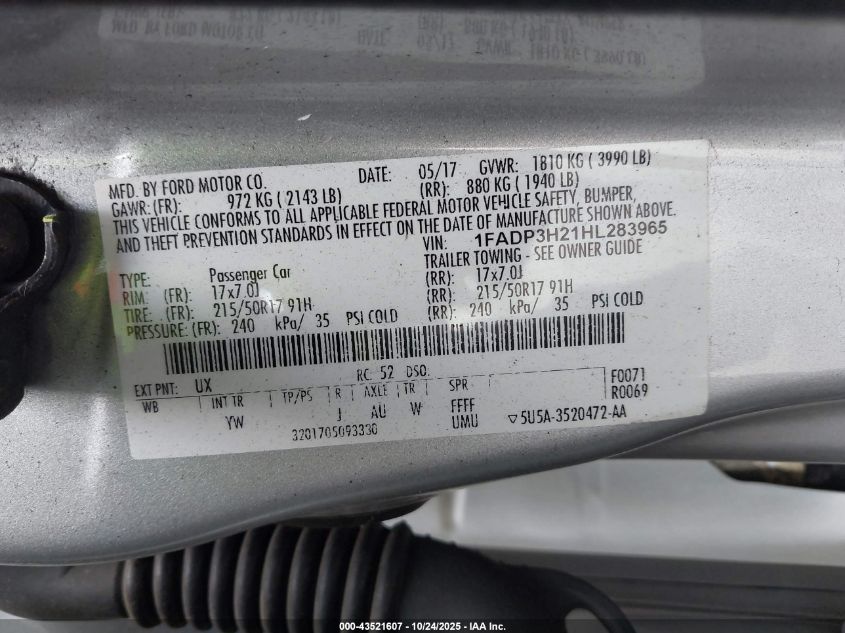 MFD. BY FORD MOTOR CO. DATE: 05/17 GVWR: 1810 KG ( 3990 LB)
GAWR: (FR): 972 KG ( 2143 LB) (RR): 880 KG ( 1940 LB)
THIS VEHICLE CONFORMS TO ALL APPLICABLE FEDERAL MOTOR VEHICLE SAFETY, BUMPER,
AND THEFT PREVENTION STANDARDS IN EFFECT ON THE DATE OF MANUFACTURE SHOWN ABOVE.
VIN: 1FADP3H21HL283965
TYPE: Passenger Car TRAILER TOWING - SEE OWNER GUIDE
RIM: (FR): 17x7.0J (RR): 17x7.0J
TIRE: (FR): 215/50R17 91H (RR): 215/50R17 91H
PRESSURE: (FR): 240 kPa/ 35 PSI COLD (RR): 240 kPa/ 35 PSI COLD
EXT PNT: UX RC: 52 DSO: F0071
WB INT TR TP/PS R AXLE TR SPR R0069
YW J AU W FFFF
3201705093330 UMU ▽5U5A-3520472-AA
000-43521607 - 10/24/2025 - IAA Inc.